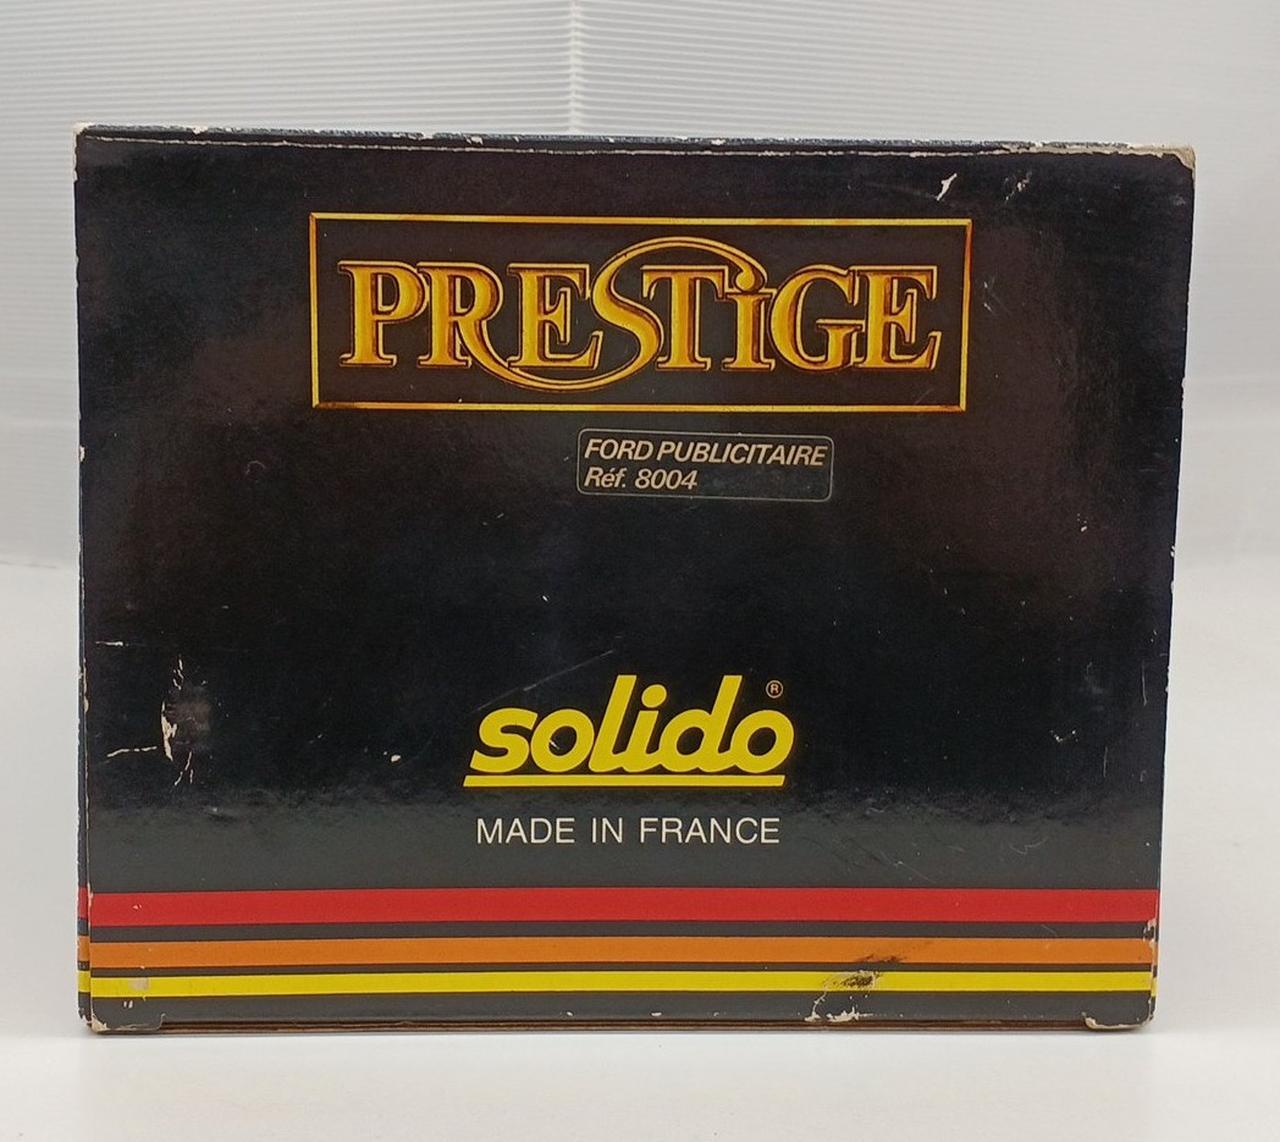 PRESTiGE
FORD PUBLICITAIRE
Réf. 8004
solido®
MADE IN FRANCE